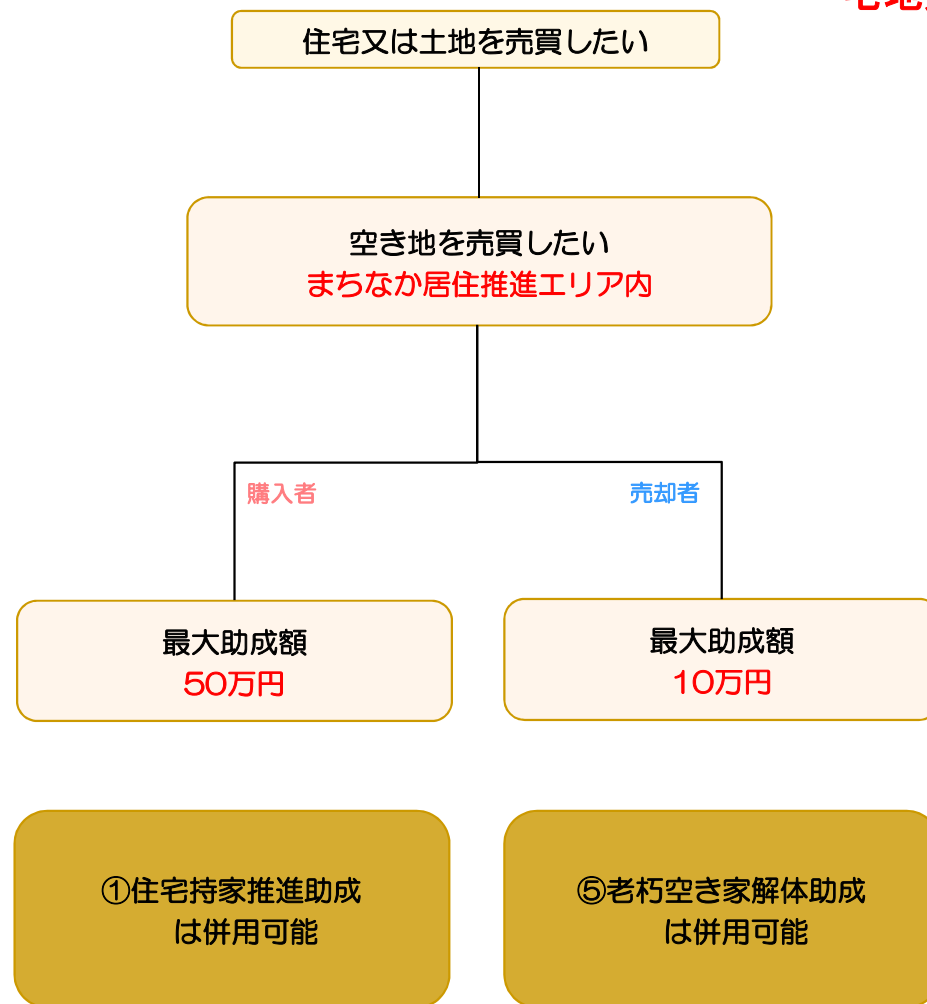 住宅又は土地を売買したい
空き地を売買したい
まちなか居住推進エリア内
購入者
売却者
最大助成額
50万円
最大助成額
10万円
①住宅持家推進助成
は併用可能
⑤老朽空き家解体助成
は併用可能